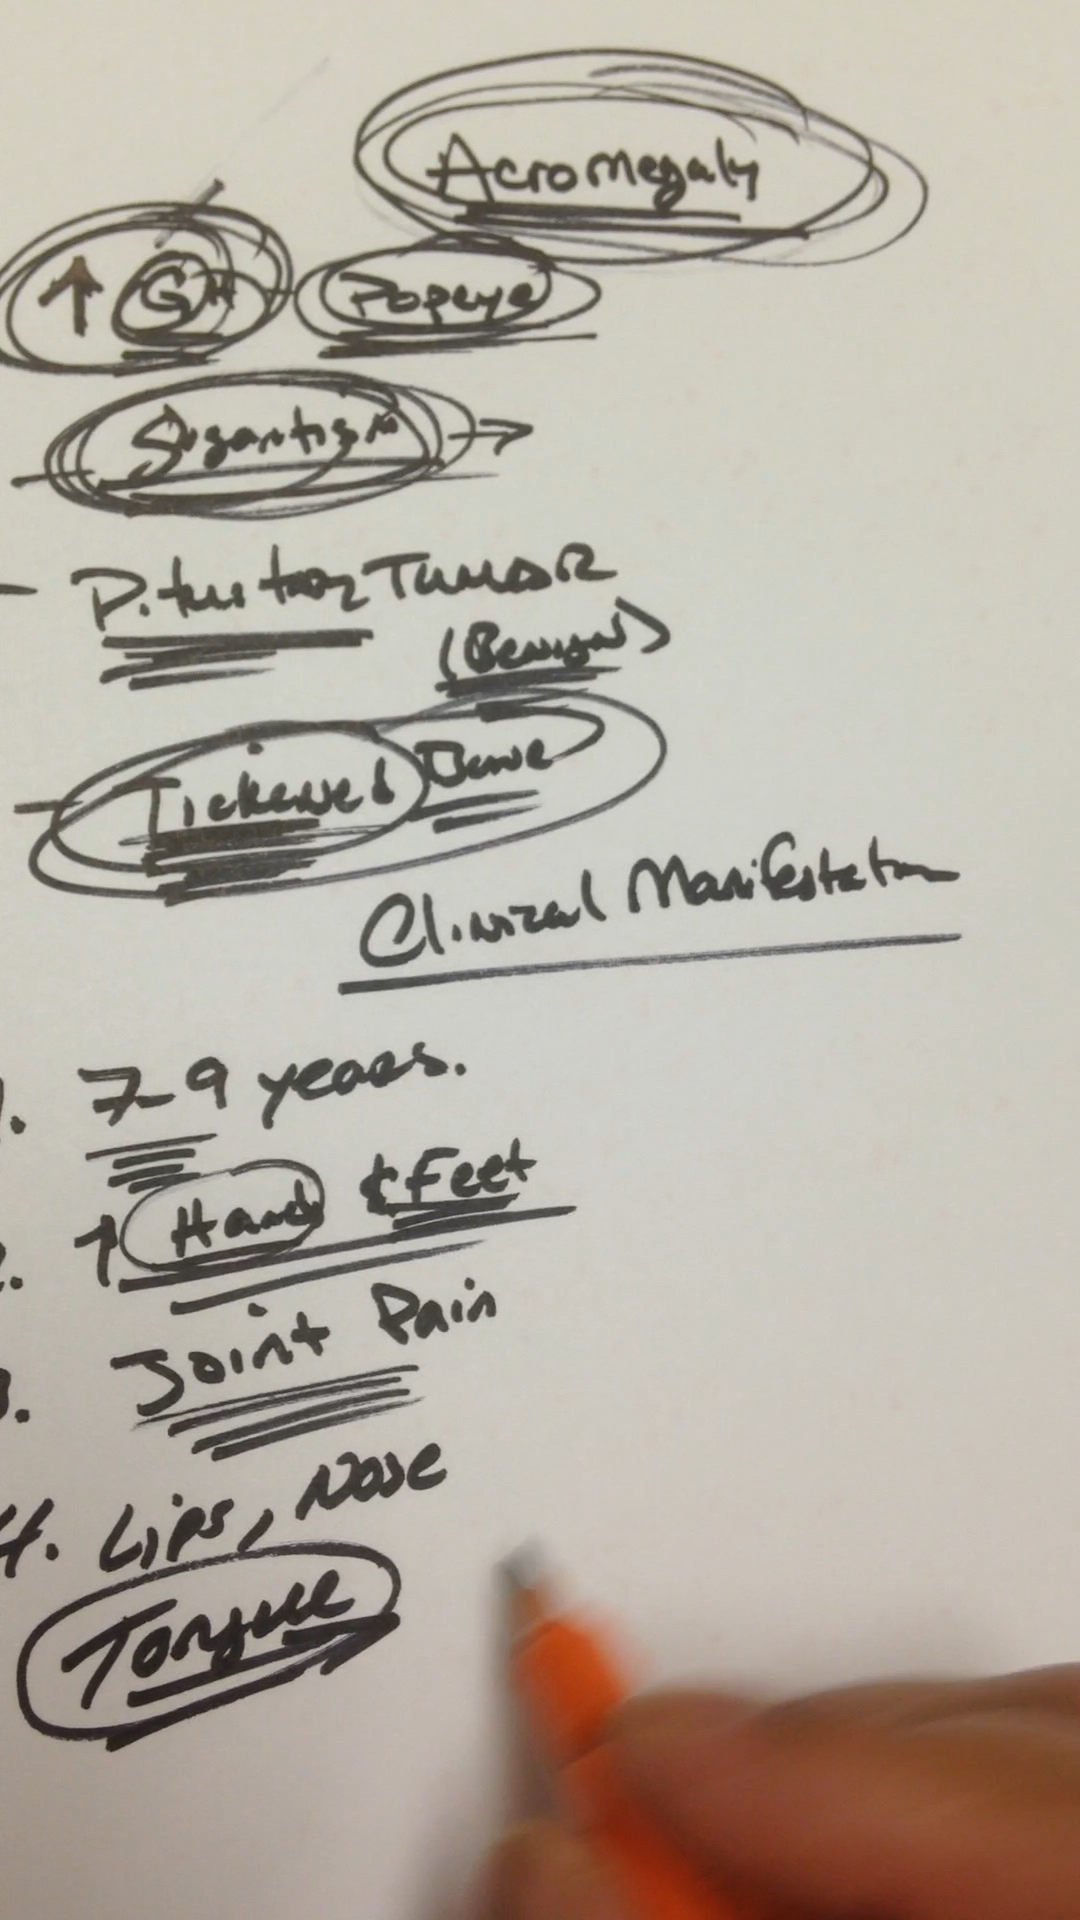 Acromegaly
↑ GH Popeye
Gigantism →
- Pituitary Tumor
(Benign)
- Tickened Bone
Clinical Manifestation
1. 7-9 years.
2. ↑ Hands & Feet
3. Joint Pain
4. Lips, Nose
Tongue